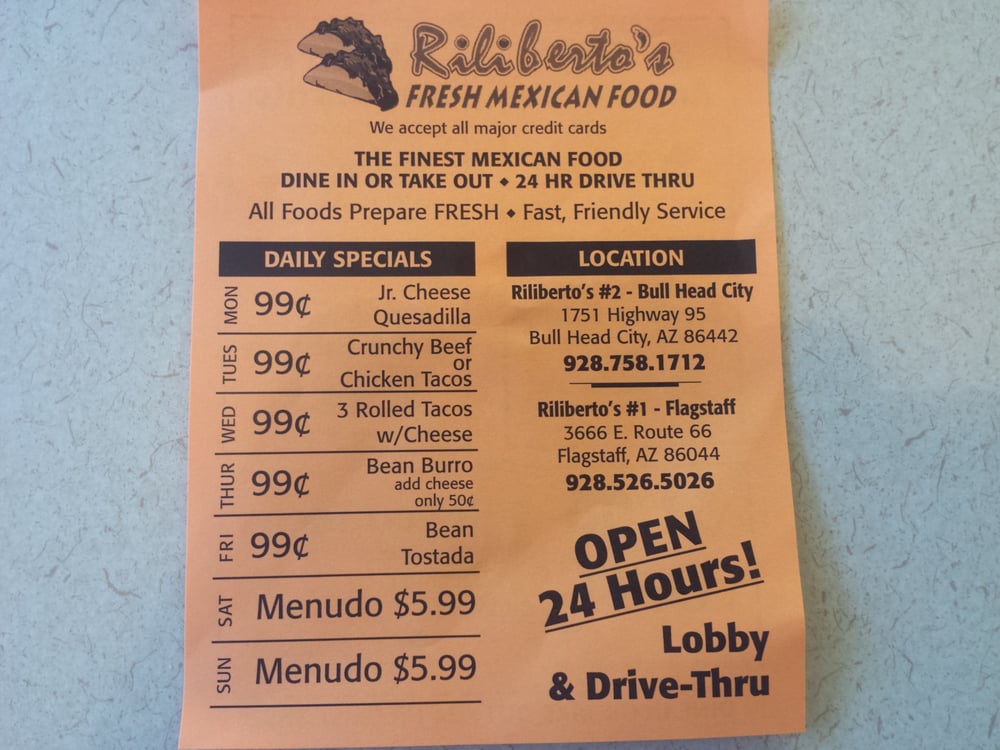 Riliberto's
FRESH MEXICAN FOOD
We accept all major credit cards
THE FINEST MEXICAN FOOD
DINE IN OR TAKE OUT ⬥ 24 HR DRIVE THRU
All Foods Prepare FRESH ⬥ Fast, Friendly Service
DAILY SPECIALS
MON 99¢ Jr. Cheese
Quesadilla
TUES 99¢ Crunchy Beef
or
Chicken Tacos
WED 99¢ 3 Rolled Tacos
w/Cheese
THUR 99¢ Bean Burro
add cheese
only 50¢
FRI 99¢ Bean
Tostada
SAT Menudo $5.99
SUN Menudo $5.99
LOCATION
Riliberto's #2 - Bull Head City
1751 Highway 95
Bull Head City, AZ 86442
928.758.1712
Riliberto's #1 - Flagstaff
3666 E. Route 66
Flagstaff, AZ 86044
928.526.5026
OPEN
24 Hours!
Lobby
& Drive-Thru